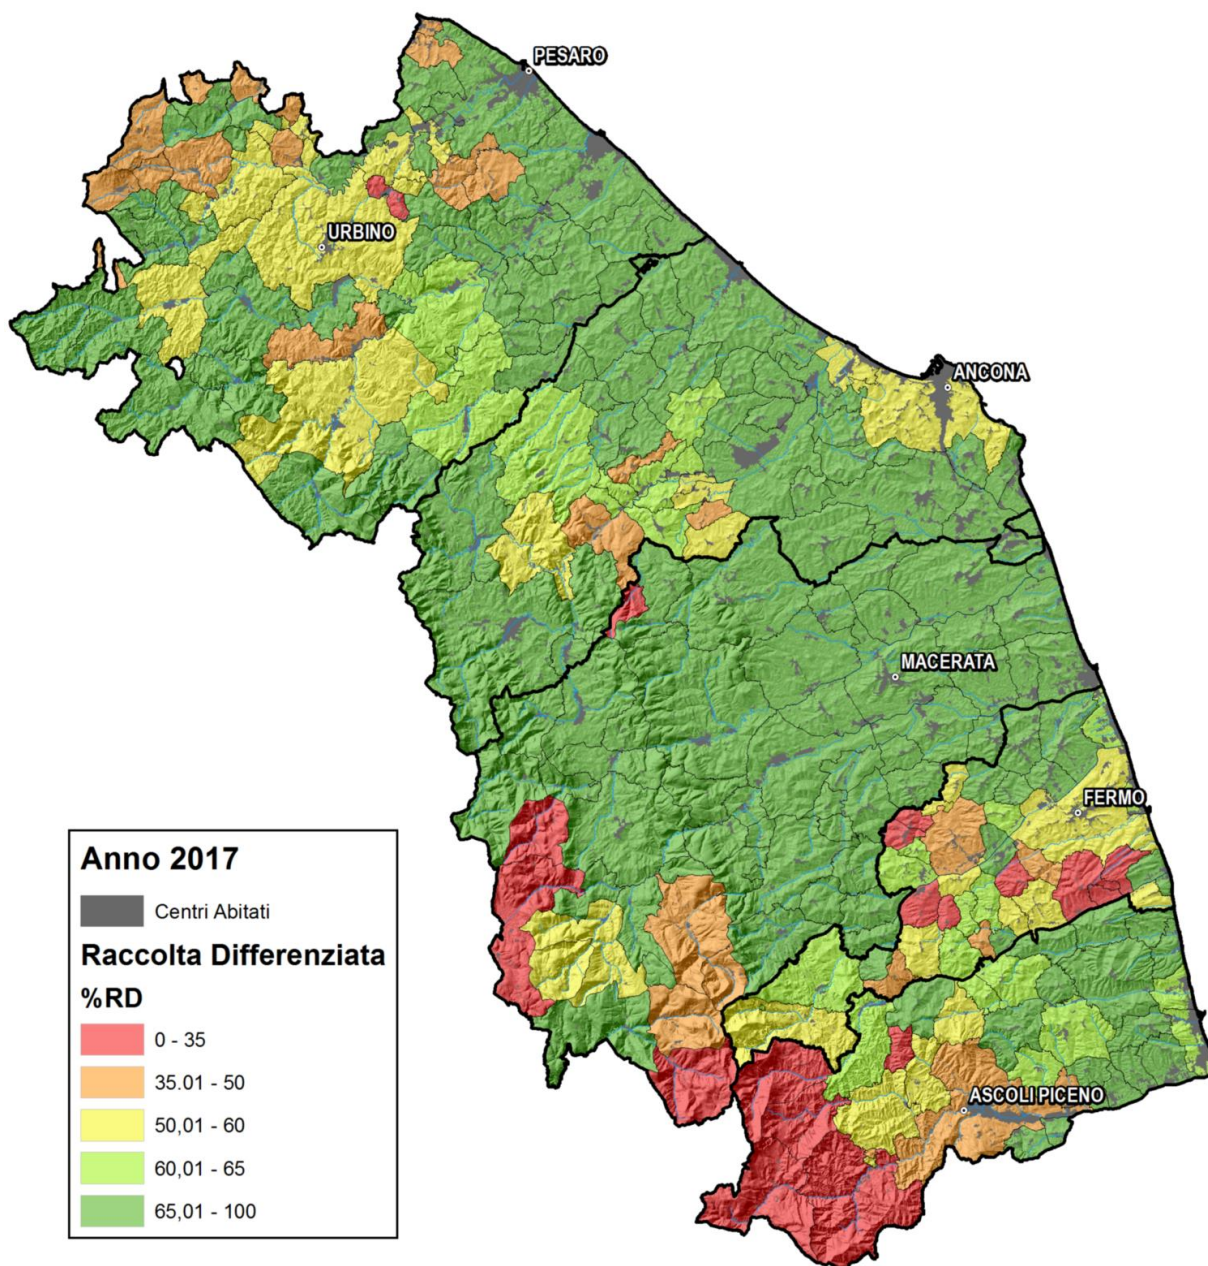 PESARO
URBINO
ANCONA
MACERATA
FERMO
ASCOLI PICENO
Anno 2017
Centri Abitati
Raccolta Differenziata
%RD
0 - 35
35.01 - 50
50,01 - 60
60,01 - 65
65,01 - 100